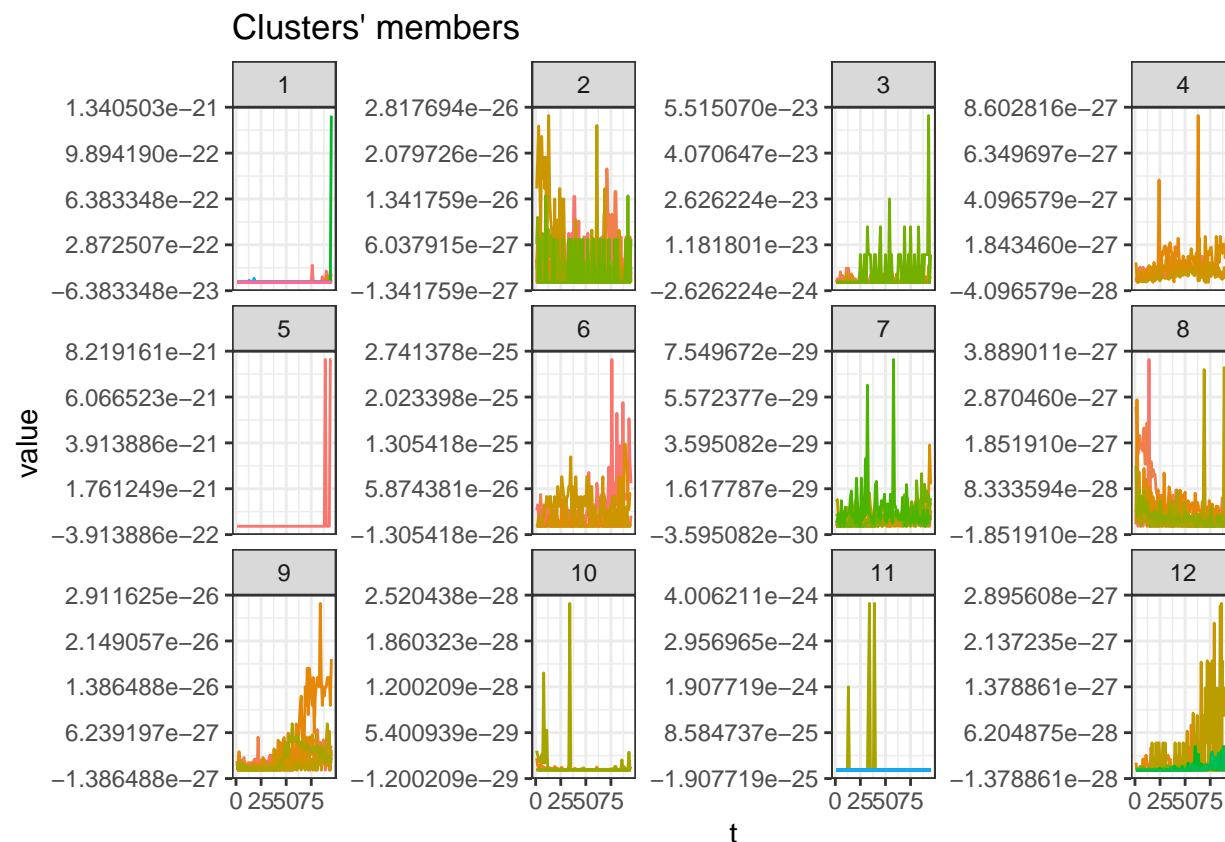 Clusters' members
1
2
3
4
1.340503e−21
9.894190e−22
6.383348e−22
2.872507e−22
−6.383348e−23
2.817694e−26
2.079726e−26
1.341759e−26
6.037915e−27
−1.341759e−27
5.515070e−23
4.070647e−23
2.626224e−23
1.181801e−23
−2.626224e−24
8.602816e−27
6.349697e−27
4.096579e−27
1.843460e−27
−4.096579e−28
5
6
7
8
8.219161e−21
6.066523e−21
3.913886e−21
1.761249e−21
−3.913886e−22
2.741378e−25
2.023398e−25
1.305418e−25
5.874381e−26
−1.305418e−26
7.549672e−29
5.572377e−29
3.595082e−29
1.617787e−29
−3.595082e−30
3.889011e−27
2.870460e−27
1.851910e−27
8.333594e−28
−1.851910e−28
9
10
11
12
2.911625e−26
2.149057e−26
1.386488e−26
6.239197e−27
−1.386488e−27
2.520438e−28
1.860323e−28
1.200209e−28
5.400939e−29
−1.200209e−29
4.006211e−24
2.956965e−24
1.907719e−24
8.584737e−25
−1.907719e−25
2.895608e−27
2.137235e−27
1.378861e−27
6.204875e−28
−1.378861e−28
0 255075
0 255075
0 255075
0 255075
value
t